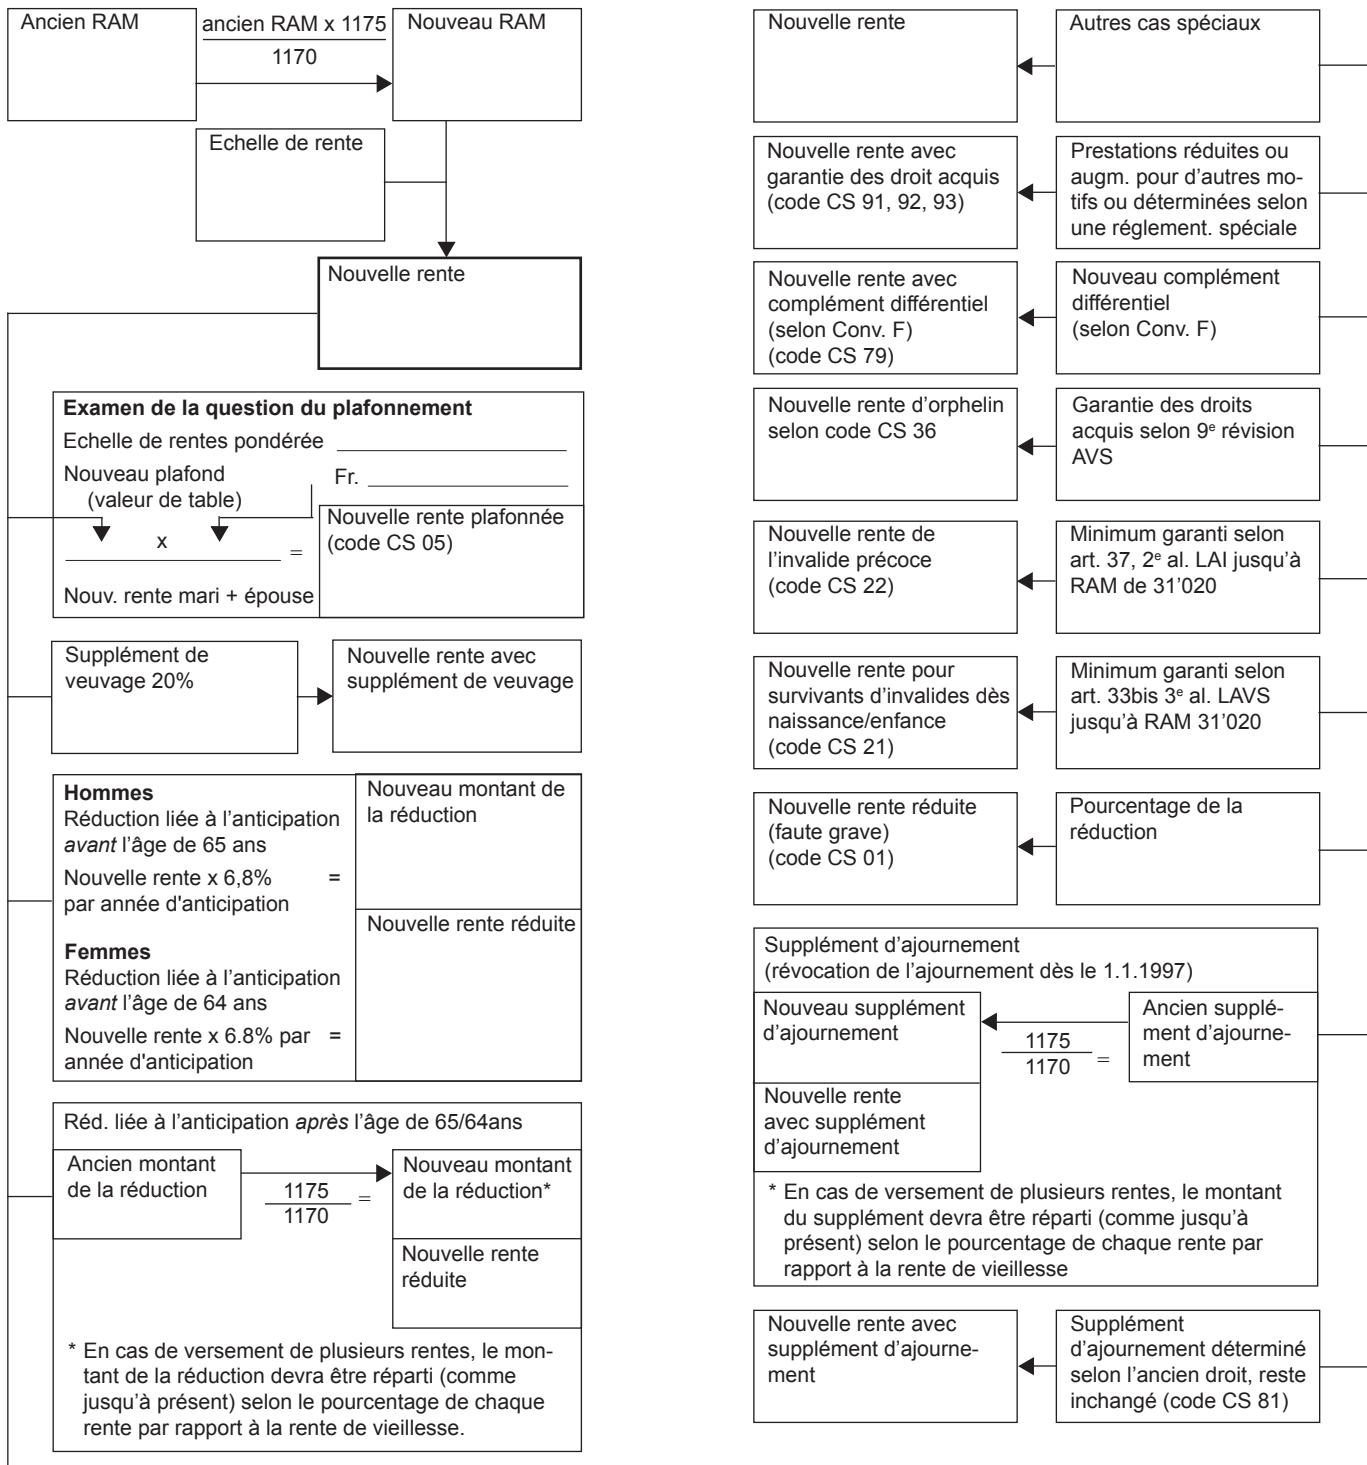 Ancien RAM
ancien RAM x 1175
1170
Nouveau RAM
Echelle de rente
Nouvelle rente
Examen de la question du plafonnement
Echelle de rentes pondérée
Nouveau plafond
(valeur de table)
Fr.
x
=
Nouvelle rente plafonnée
(code CS 05)
Nouv. rente mari + épouse
Supplément de
veuvage 20%
Nouvelle rente avec
supplément de veuvage
Hommes
Réduction liée à l’anticipation
avant l’âge de 65 ans
Nouvelle rente x 6,8% =
par année d'anticipation
Nouveau montant de
la réduction
Femmes
Réduction liée à l’anticipation
avant l’âge de 64 ans
Nouvelle rente x 6.8% par =
année d'anticipation
Nouvelle rente réduite
Réd. liée à l’anticipation après l’âge de 65/64ans
Ancien montant
de la réduction
1175
1170
=
Nouveau montant
de la réduction*
Nouvelle rente
réduite
* En cas de versement de plusieurs rentes, le mon-
tant de la réduction devra être réparti (comme
jusqu’à présent) selon le pourcentage de chaque
rente par rapport à la rente de vieillesse.
Nouvelle rente
Autres cas spéciaux
Nouvelle rente avec
garantie des droit acquis
(code CS 91, 92, 93)
Prestations réduites ou
augm. pour d’autres mo-
tifs ou déterminées selon
une réglement. spéciale
Nouvelle rente avec
complément différentiel
(selon Conv. F)
(code CS 79)
Nouveau complément
différentiel
(selon Conv. F)
Nouvelle rente d’orphelin
selon code CS 36
Garantie des droits
acquis selon 9e révision
AVS
Nouvelle rente de
l’invalide précoce
(code CS 22)
Minimum garanti selon
art. 37, 2e al. LAI jusqu’à
RAM de 31’020
Nouvelle rente pour
survivants d’invalides dès
naissance/enfance
(code CS 21)
Minimum garanti selon
art. 33bis 3e al. LAVS
jusqu’à RAM 31’020
Nouvelle rente réduite
(faute grave)
(code CS 01)
Pourcentage de la
réduction
Supplément d’ajournement
(révocation de l’ajournement dès le 1.1.1997)
Nouveau supplément
d’ajournement
1175
1170
=
Ancien supplé-
ment d’ajourne-
ment
Nouvelle rente
avec supplément
d’ajournement
* En cas de versement de plusieurs rentes, le montant
du supplément devra être réparti (comme jusqu’à
présent) selon le pourcentage de chaque rente par
rapport à la rente de vieillesse
Nouvelle rente avec
supplément d’ajourne-
ment
Supplément
d’ajournement déterminé
selon l’ancien droit, reste
inchangé (code CS 81)